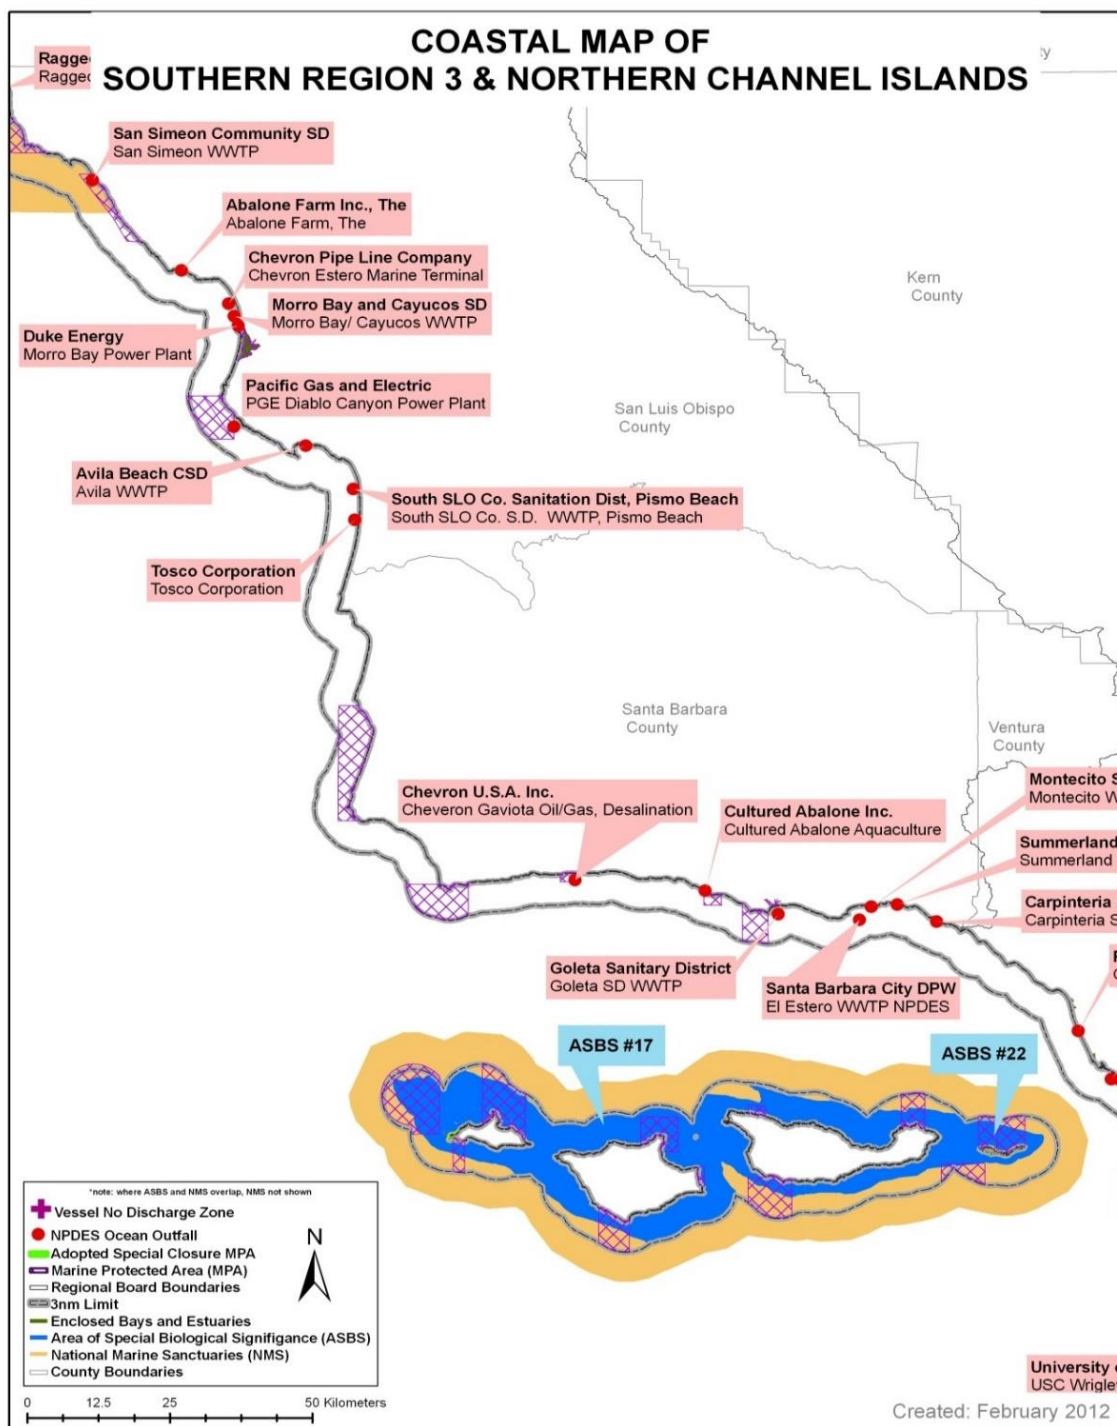 COASTAL MAP OF
SOUTHERN REGION 3 & NORTHERN CHANNEL ISLANDS
San Simeon Community SD
San Simeon WWTP
Abalone Farm Inc., The
Abalone Farm, The
Chevron Pipe Line Company
Chevron Estero Marine Terminal
Morro Bay and Cayucos SD
Morro Bay/ Cayucos WWTP
Duke Energy
Morro Bay Power Plant
Pacific Gas and Electric
PGE Diablo Canyon Power Plant
Avila Beach CSD
Avila WWTP
South SLO Co. Sanitation Dist, Pismo Beach
South SLO Co. S.D. WWTP, Pismo Beach
Tosco Corporation
Tosco Corporation
Kern
County
San Luis Obispo
County
Santa Barbara
County
Ventura
County
Chevron U.S.A. Inc.
Cheveron Gaviota Oil/Gas, Desalination
Cultured Abalone Inc.
Cultured Abalone Aquaculture
Montecito
Montecito
Summerland
Summerland
Carpinteria
Carpinteria
Goleta Sanitary District
Goleta SD WWTP
Santa Barbara City DPW
El Estero WWTP NPDES
ASBS #17
ASBS #22
*note: where ASBS and NMS overlap, NMS not shown
Vessel No Discharge Zone
NPDES Ocean Outfall
Adopted Special Closure MPA
Marine Protected Area (MPA)
Regional Board Boundaries
3nm Limit
Enclosed Bays and Estuaries
Area of Special Biological Signifigance (ASBS)
National Marine Sanctuaries (NMS)
County Boundaries
N
0 12.5 25 50 Kilometers
University
USC
Created: February 2012